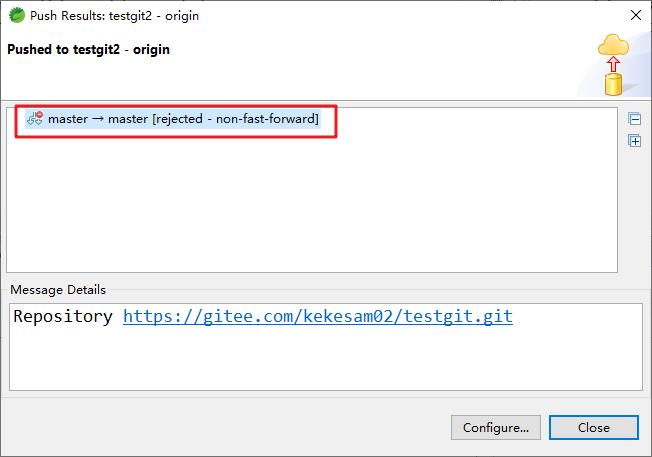 Push Results: testgit2 - origin
Pushed to testgit2 - origin
master → master [rejected - non-fast-forward]
Message Details
Repository https://gitee.com/kekesam02/testgit.git
Configure...
Close